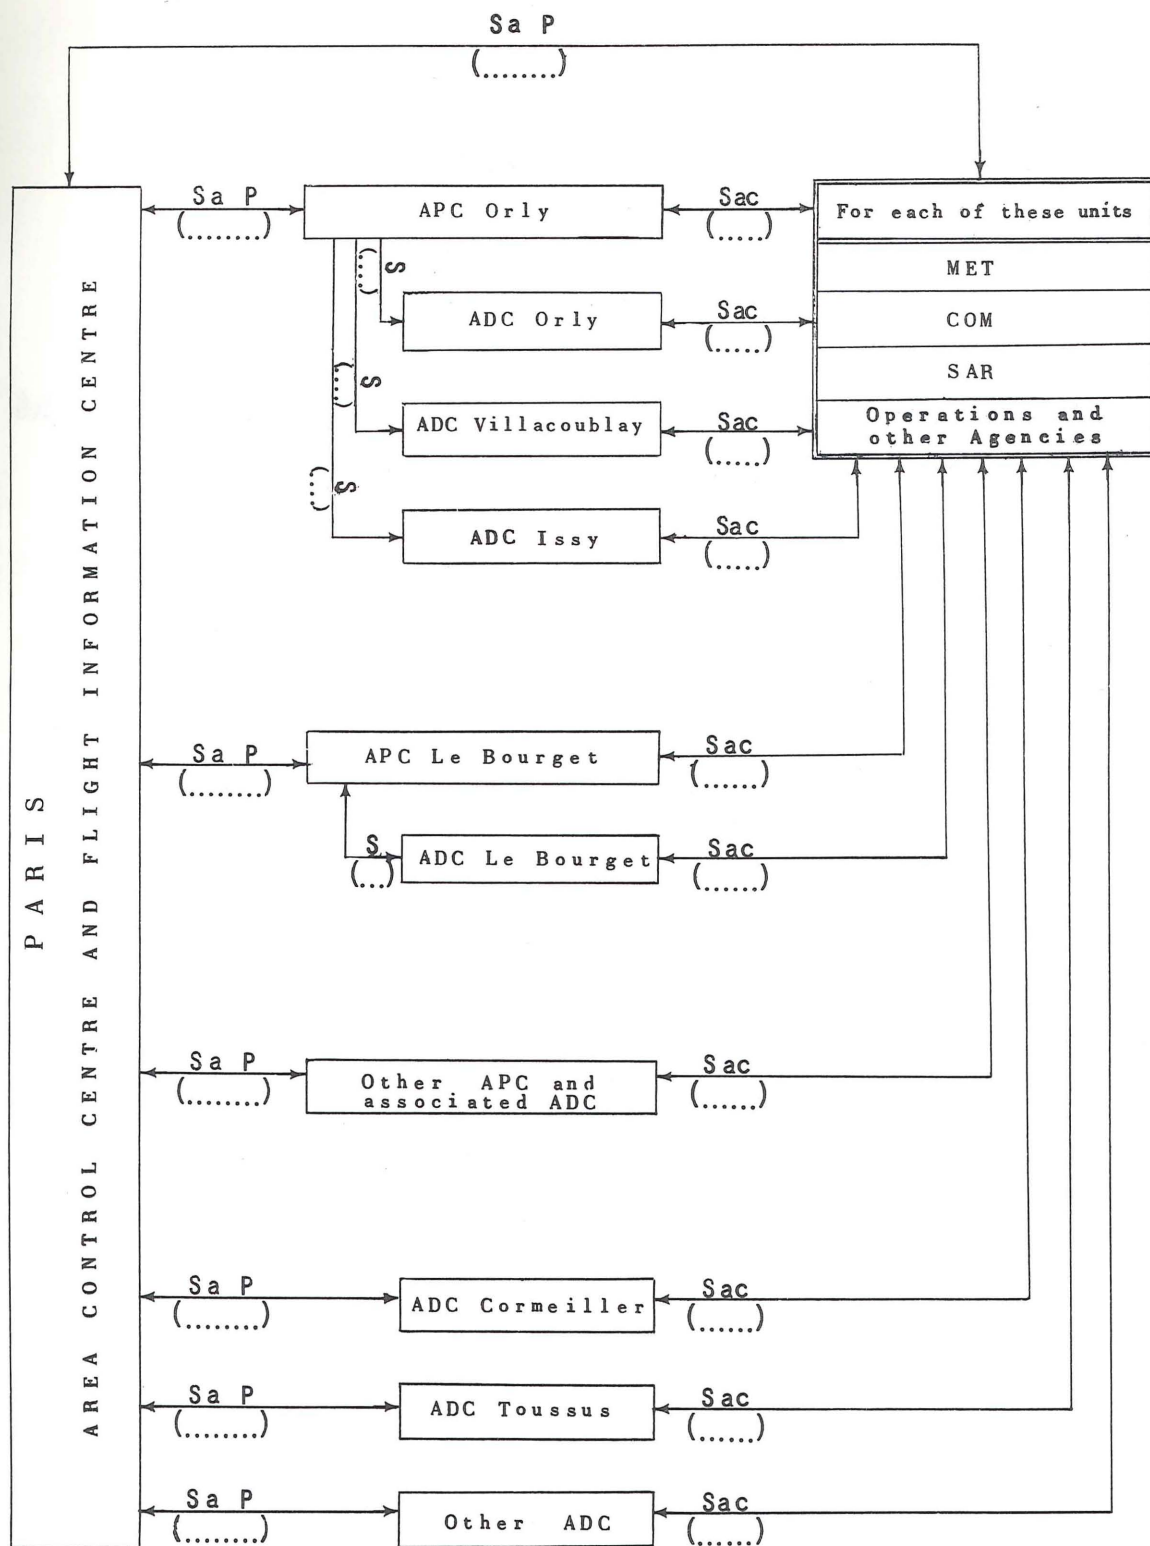 Sa P
(........)
Sa P
(........)
APC Orly
Sac
(.....)
For each of these units
MET
COM
SAR
Operations and
other Agencies
S
(....)
ADC Orly
Sac
(.....)
S
(....)
ADC Villacoublay
Sac
(.....)
S
(...)
ADC Issy
Sac
(.....)
PARIS
AREA CONTROL CENTRE AND FLIGHT INFORMATION CENTRE
Sa P
(........)
APC Le Bourget
Sac
(......)
S
(...)
ADC Le Bourget
Sac
(......)
Sa P
(........)
Other APC and
associated ADC
Sac
(......)
Sa P
(........)
ADC Cormeiller
Sac
(......)
Sa P
(........)
ADC Toussus
Sac
(......)
Sa P
(........)
Other ADC
Sac
(......)